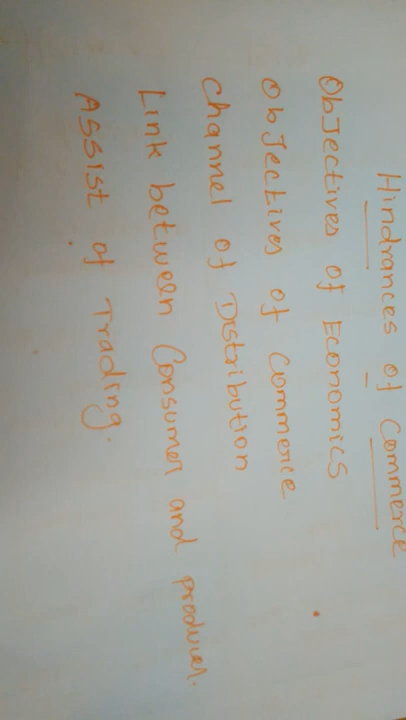 Hindrances of Commerce
Objectives of Economics
Objectives of Commerce
Channel of Distribution
Link between Consumer and producer.
Assist of Trading.